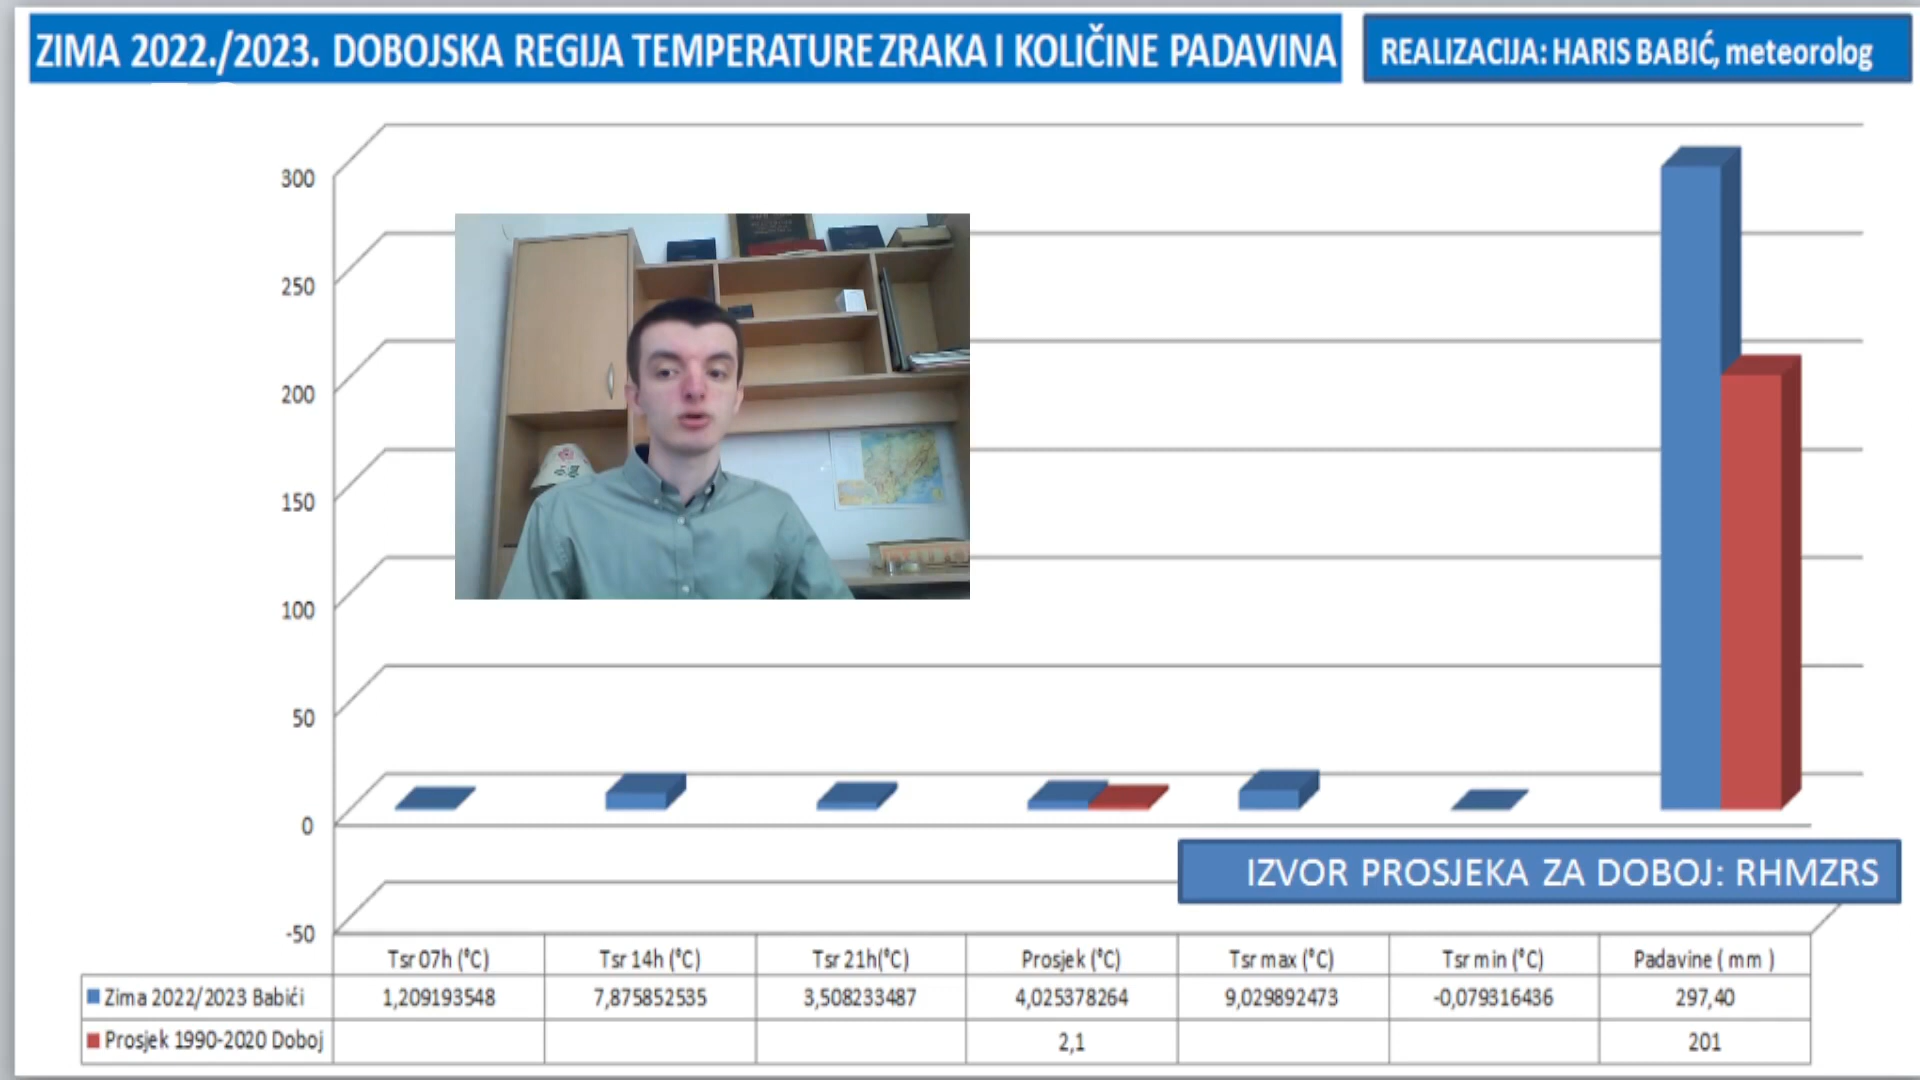 ZIMA 2022./2023. DOBOJSKA REGIJA TEMPERATURE ZRAKA I KOLIČINE PADAVINA
REALIZACIJA: HARIS BABIĆ, meteorolog
300
250
200
150
100
50
0
-50
IZVOR PROSJEKA ZA DOBOJ: RHMZRS
Tsr 07h (°C) Tsr 14h (°C) Tsr 21h(°C) Prosjek (°C) Tsr max (°C) Tsr min (°C) Padavine ( mm )
Zima 2022/2023 Babići 1,209193548 7,875852535 3,508233487 4,025378264 9,029892473 -0,079316436 297,40
Prosjek 1990-2020 Doboj 2,1 201